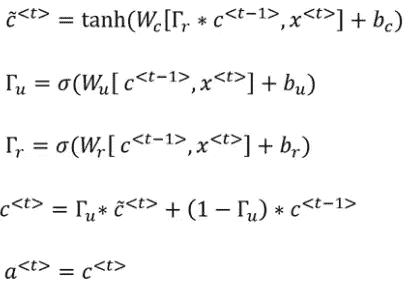 c̃^{<t>} = tanh(W_c[Γ_r * c^{<t−1>}, x^{<t>}] + b_c)
Γ_u = σ(W_u[ c^{<t−1>}, x^{<t>}] + b_u)
Γ_r = σ(W_r[ c^{<t−1>}, x^{<t>}] + b_r)
c^{<t>} = Γ_u * c̃^{<t>} + (1 − Γ_u) * c^{<t−1>}
a^{<t>} = c^{<t>}